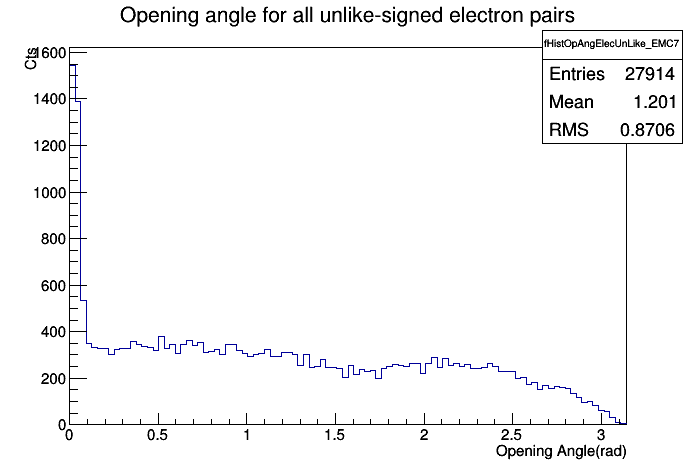 Opening angle for all unlike-signed electron pairs
fHistOpAngElecUnLike_EMC7
Entries 27914
Mean 1.201
RMS 0.8706
Cts
1600
1400
1200
1000
800
600
400
200
0
0 0.5 1 1.5 2 2.5 3
Opening Angle(rad)